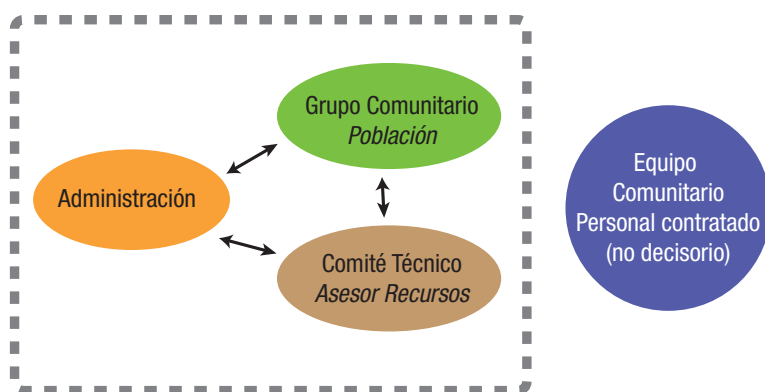 Grupo Comunitario
Población
Administración
Comité Técnico
Asesor Recursos
Equipo
Comunitario
Personal contratado
(no decisorio)